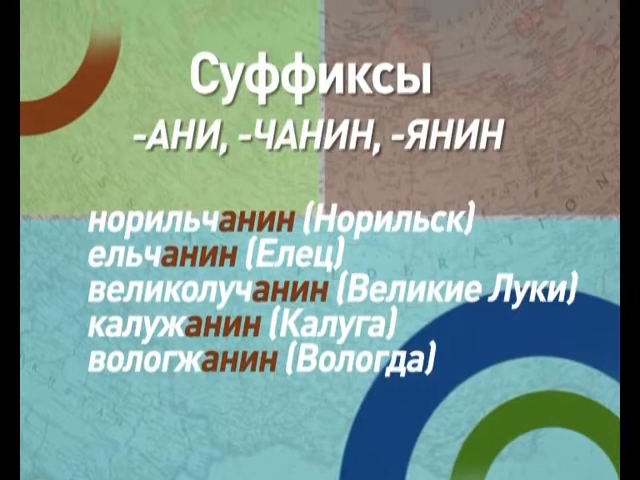 Суффиксы
-АНИ, -ЧАНИН, -ЯНИН
норильчанин (Норильск)
ельчанин (Елец)
великолучанин (Великие Луки)
калужанин (Калуга)
вологжанин (Вологда)